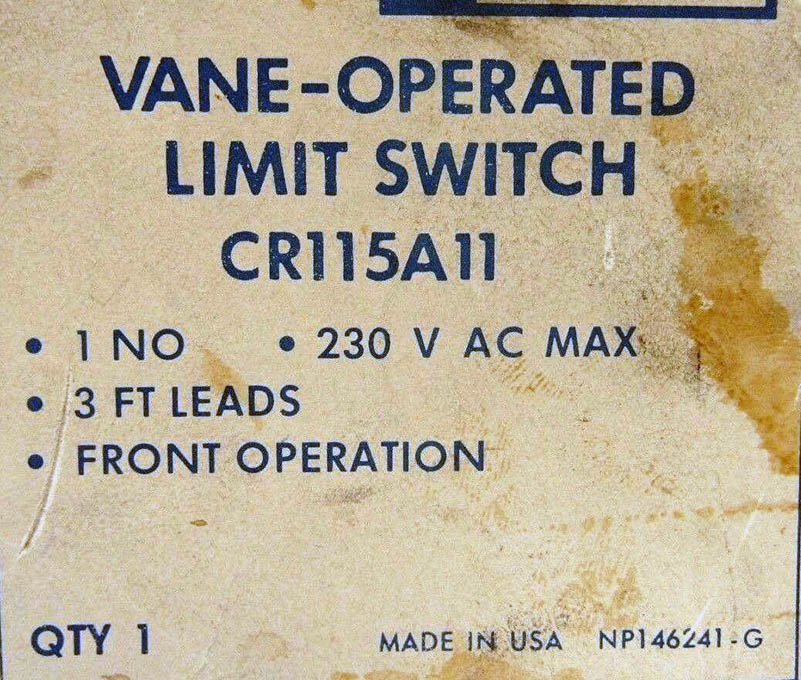 VANE-OPERATED
LIMIT SWITCH
CR115A11
• 1 NO • 230 V AC MAX
• 3 FT LEADS
• FRONT OPERATION
QTY 1 MADE IN USA NP146241-G